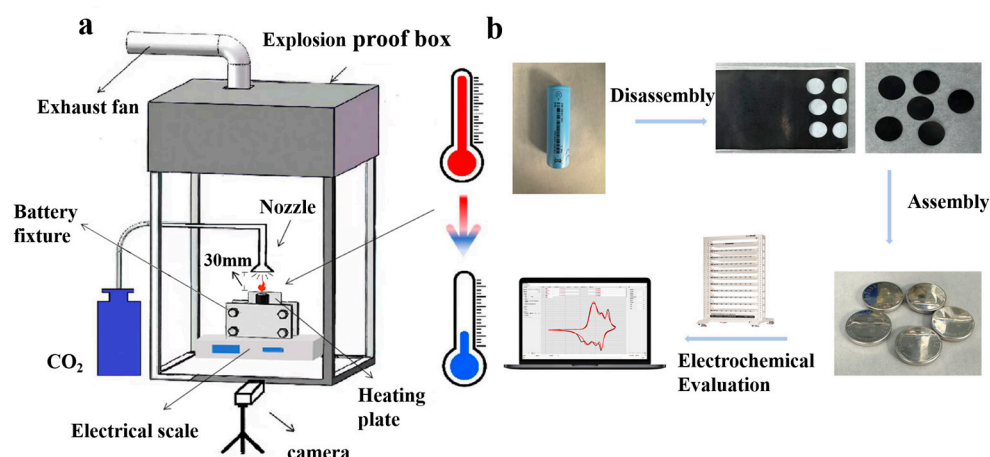 a
Explosion proof box
Exhaust fan
Battery
fixture
Nozzle
30mm
CO₂
Electrical scale
camera
Heating
plate
b
Disassembly
Assembly
Electrochemical
Evaluation